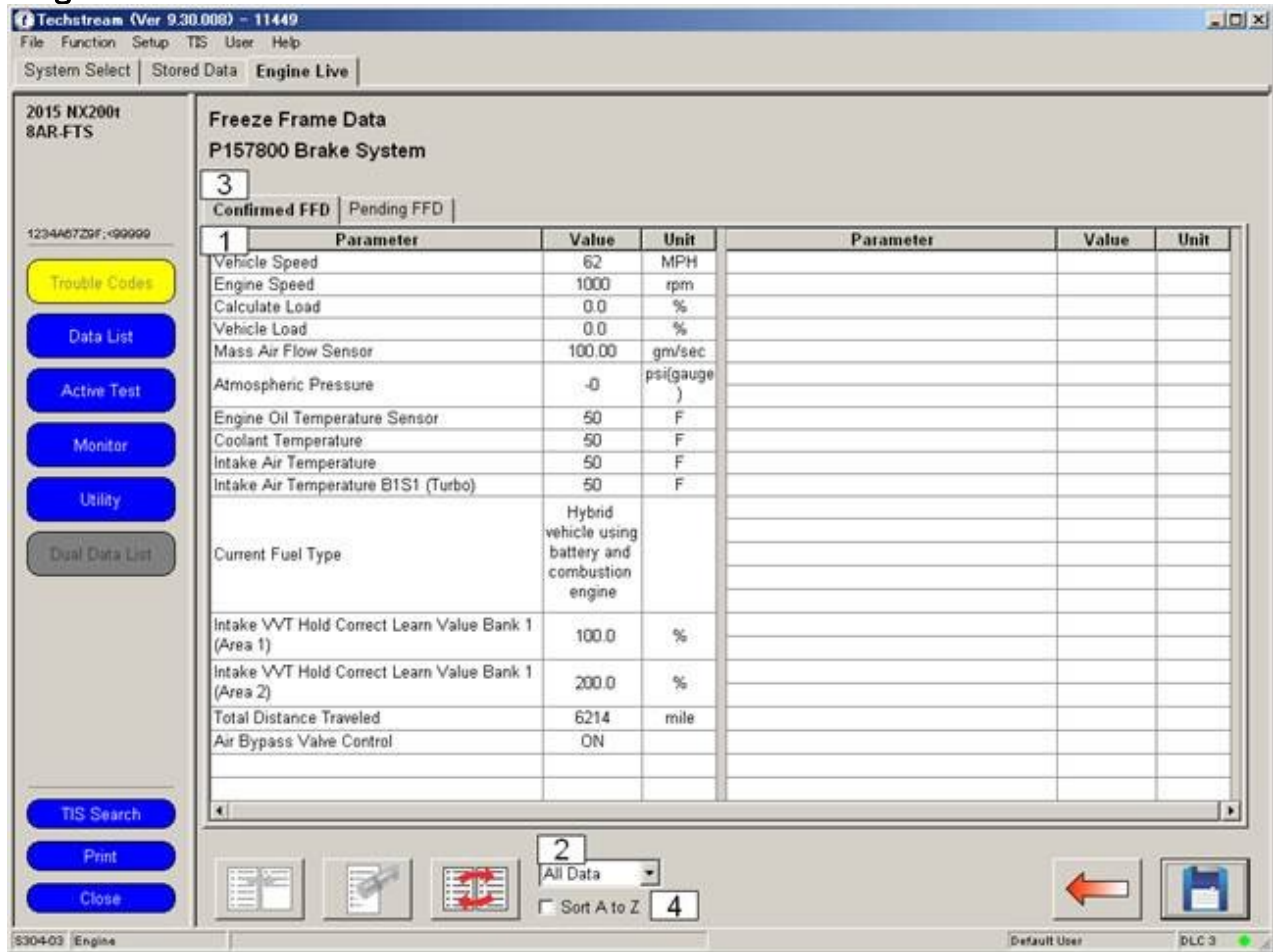 Techstream (Ver 9.30.008) - 11449
File Function Setup TIS User Help
System Select Stored Data Engine Live
2015 NX200t
8AR-FTS
Freeze Frame Data
P157800 Brake System
3
Confirmed FFD Pending FFD
1234A67Z9F;<99999
1 Parameter Value Unit Parameter Value Unit
Vehicle Speed 62 MPH
Trouble Codes
Engine Speed 1000 rpm
Calculate Load 0.0 %
Data List
Vehicle Load 0.0 %
Mass Air Flow Sensor 100.00 gm/sec
Active Test
Atmospheric Pressure -0 psi(gauge
)
Engine Oil Temperature Sensor 50 F
Monitor
Coolant Temperature 50 F
Intake Air Temperature 50 F
Intake Air Temperature B1S1 (Turbo) 50 F
Utility
Dual Data List
Current Fuel Type
Hybrid
vehicle using
battery and
combustion
engine
Intake VVT Hold Correct Learn Value Bank 1
(Area 1)
100.0 %
Intake VVT Hold Correct Learn Value Bank 1
(Area 2)
200.0 %
Total Distance Traveled 6214 mile
Air Bypass Valve Control ON
TIS Search
Print
Close
2
All Data
Sort A to Z 4
S304-03 Engine Default User DLC 3